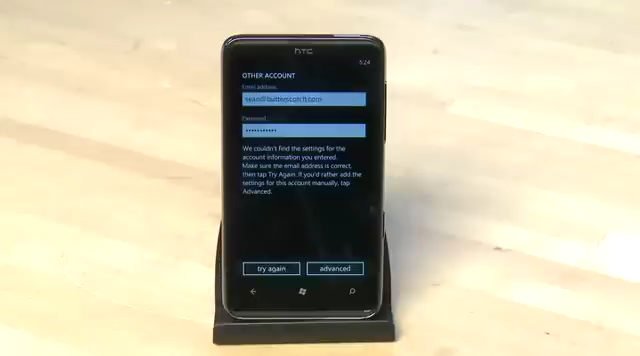 hTC
5:24
OTHER ACCOUNT
Email address
Password
***********
We couldn't find the settings for the
account information you entered.
Make sure the email address is correct,
then tap Try Again. If you'd rather add the
settings for this account manually, tap
Advanced.
try again
advanced